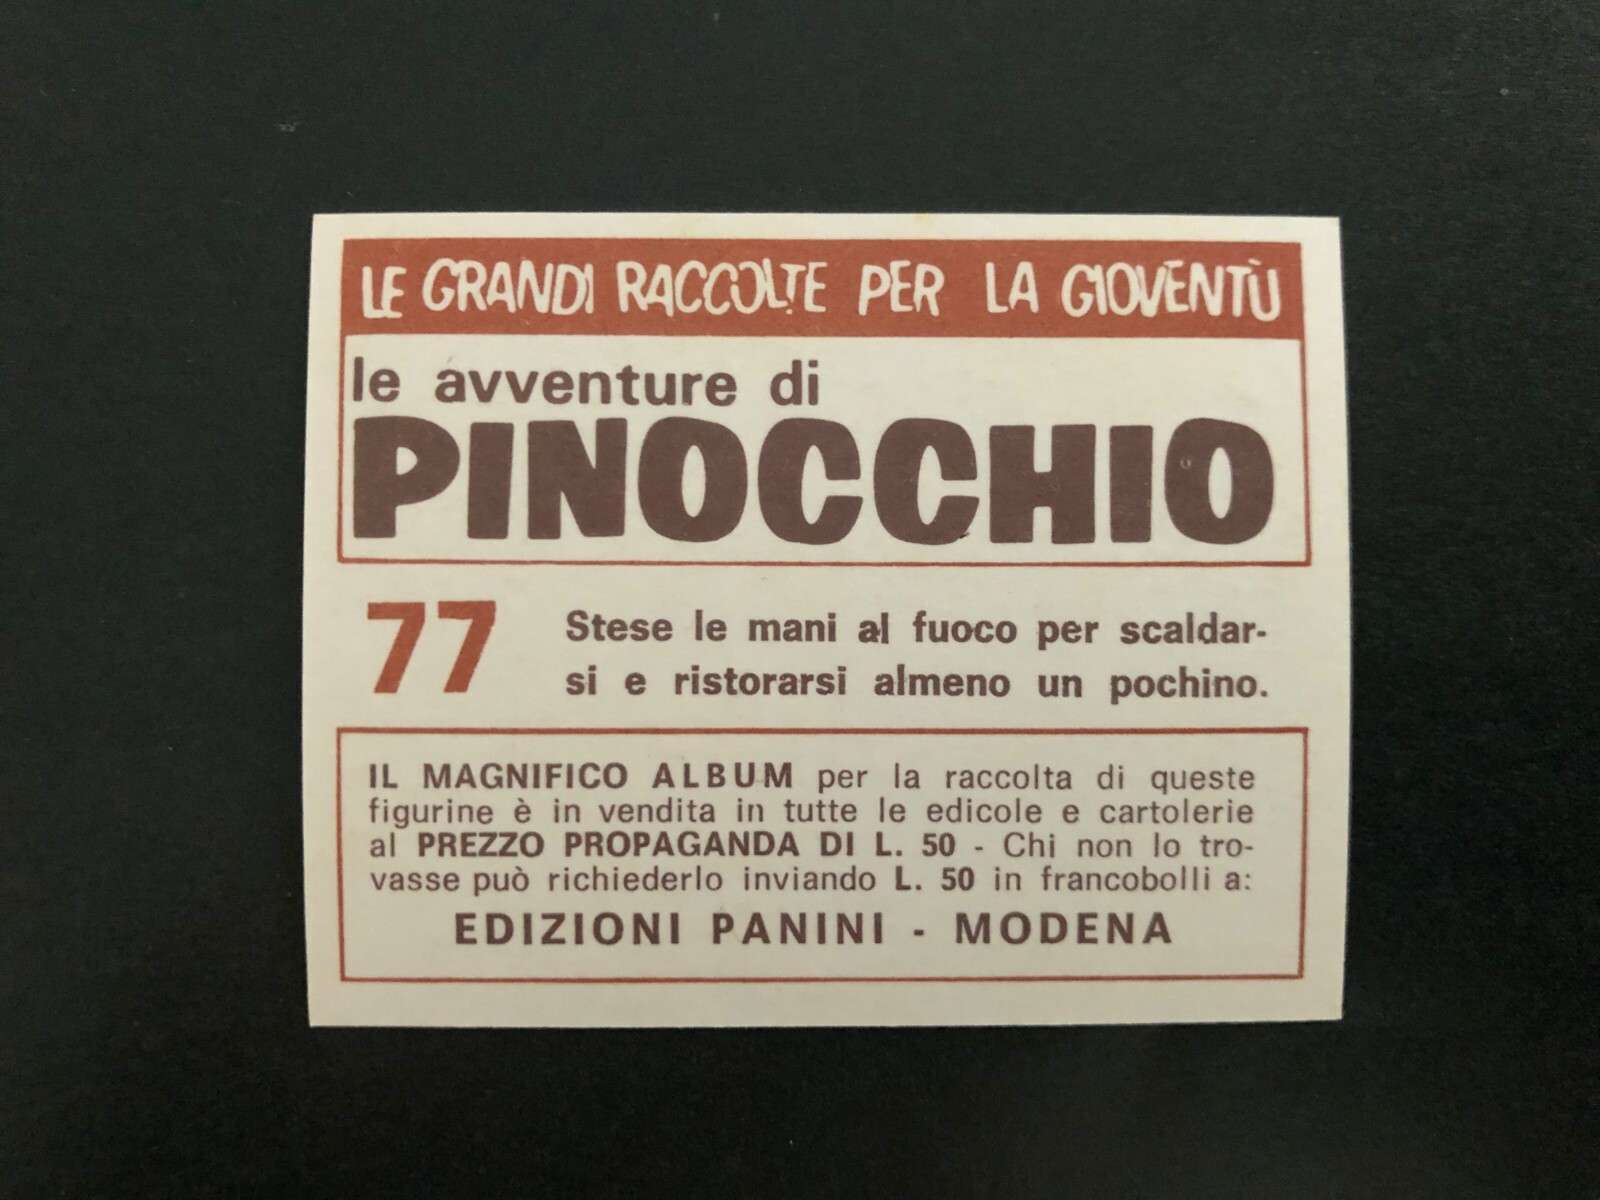 LE GRANDI RACCOLTE PER LA GIOVENTÙ
le avventure di
PINOCCHIO
77
Stese le mani al fuoco per scaldar-
si e ristorarsi almeno un pochino.
IL MAGNIFICO ALBUM per la raccolta di queste
figurine è in vendita in tutte le edicole e cartolerie
al PREZZO PROPAGANDA DI L. 50 - Chi non lo tro-
vasse può richiederlo inviando L. 50 in francobolli a:
EDIZIONI PANINI - MODENA